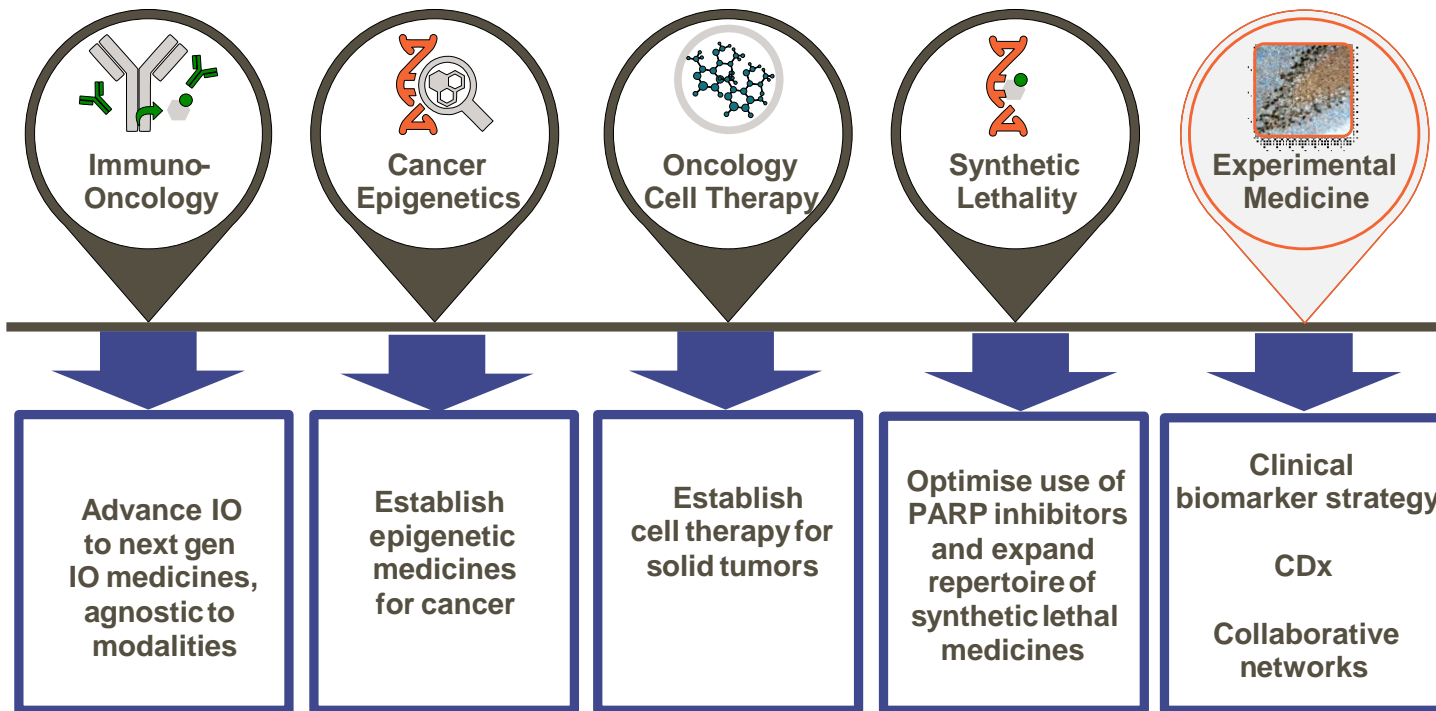 Immuno-
Oncology
Cancer
Epigenetics
Oncology
Cell Therapy
Synthetic
Lethality
Experimental
Medicine
Advance IO
to next gen
IO medicines,
agnostic to
modalities
Establish
epigenetic
medicines
for cancer
Establish
cell therapy for
solid tumors
Optimise use of
PARP inhibitors
and expand
repertoire of
synthetic lethal
medicines
Clinical
biomarker strategy
CDx
Collaborative
networks